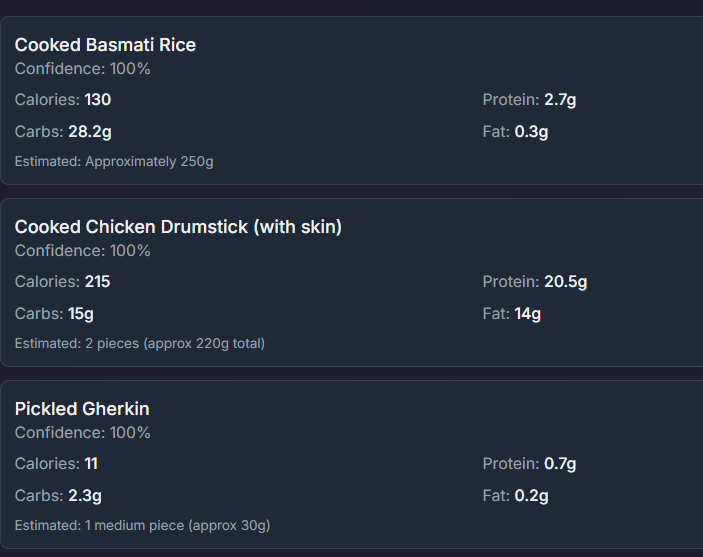 Cooked Basmati Rice
Confidence: 100%
Calories: 130 Protein: 2.7g
Carbs: 28.2g Fat: 0.3g
Estimated: Approximately 250g
Cooked Chicken Drumstick (with skin)
Confidence: 100%
Calories: 215 Protein: 20.5g
Carbs: 15g Fat: 14g
Estimated: 2 pieces (approx 220g total)
Pickled Gherkin
Confidence: 100%
Calories: 11 Protein: 0.7g
Carbs: 2.3g Fat: 0.2g
Estimated: 1 medium piece (approx 30g)